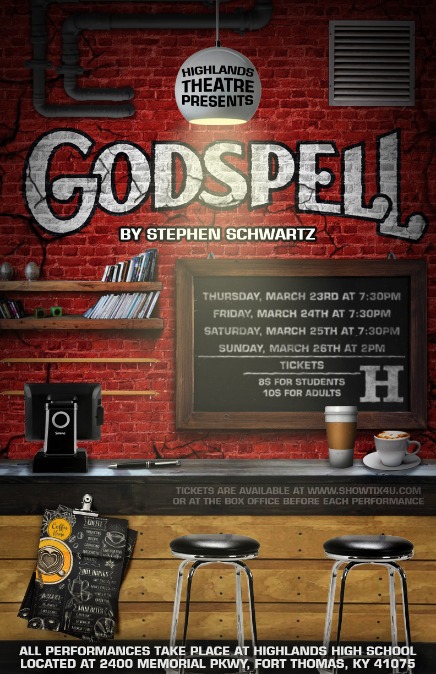 HIGHLANDS
THEATRE
PRESENTS
GODSPELL
BY STEPHEN SCHWARTZ
THURSDAY, MARCH 23RD AT 7:30PM
FRIDAY, MARCH 24TH AT 7:30PM
SATURDAY, MARCH 25TH AT 7:30PM
SUNDAY, MARCH 26TH AT 2PM
TICKETS
8$ FOR STUDENTS
10$ FOR ADULTS
H
TICKETS ARE AVAILABLE AT WWW.SHOWTIX4U.COM
OR AT THE BOX OFFICE BEFORE EACH PERFORMANCE
Coffee
COFFEE
ALL PERFORMANCES TAKE PLACE AT HIGHLANDS HIGH SCHOOL
LOCATED AT 2400 MEMORIAL PKWY, FORT THOMAS, KY 41075